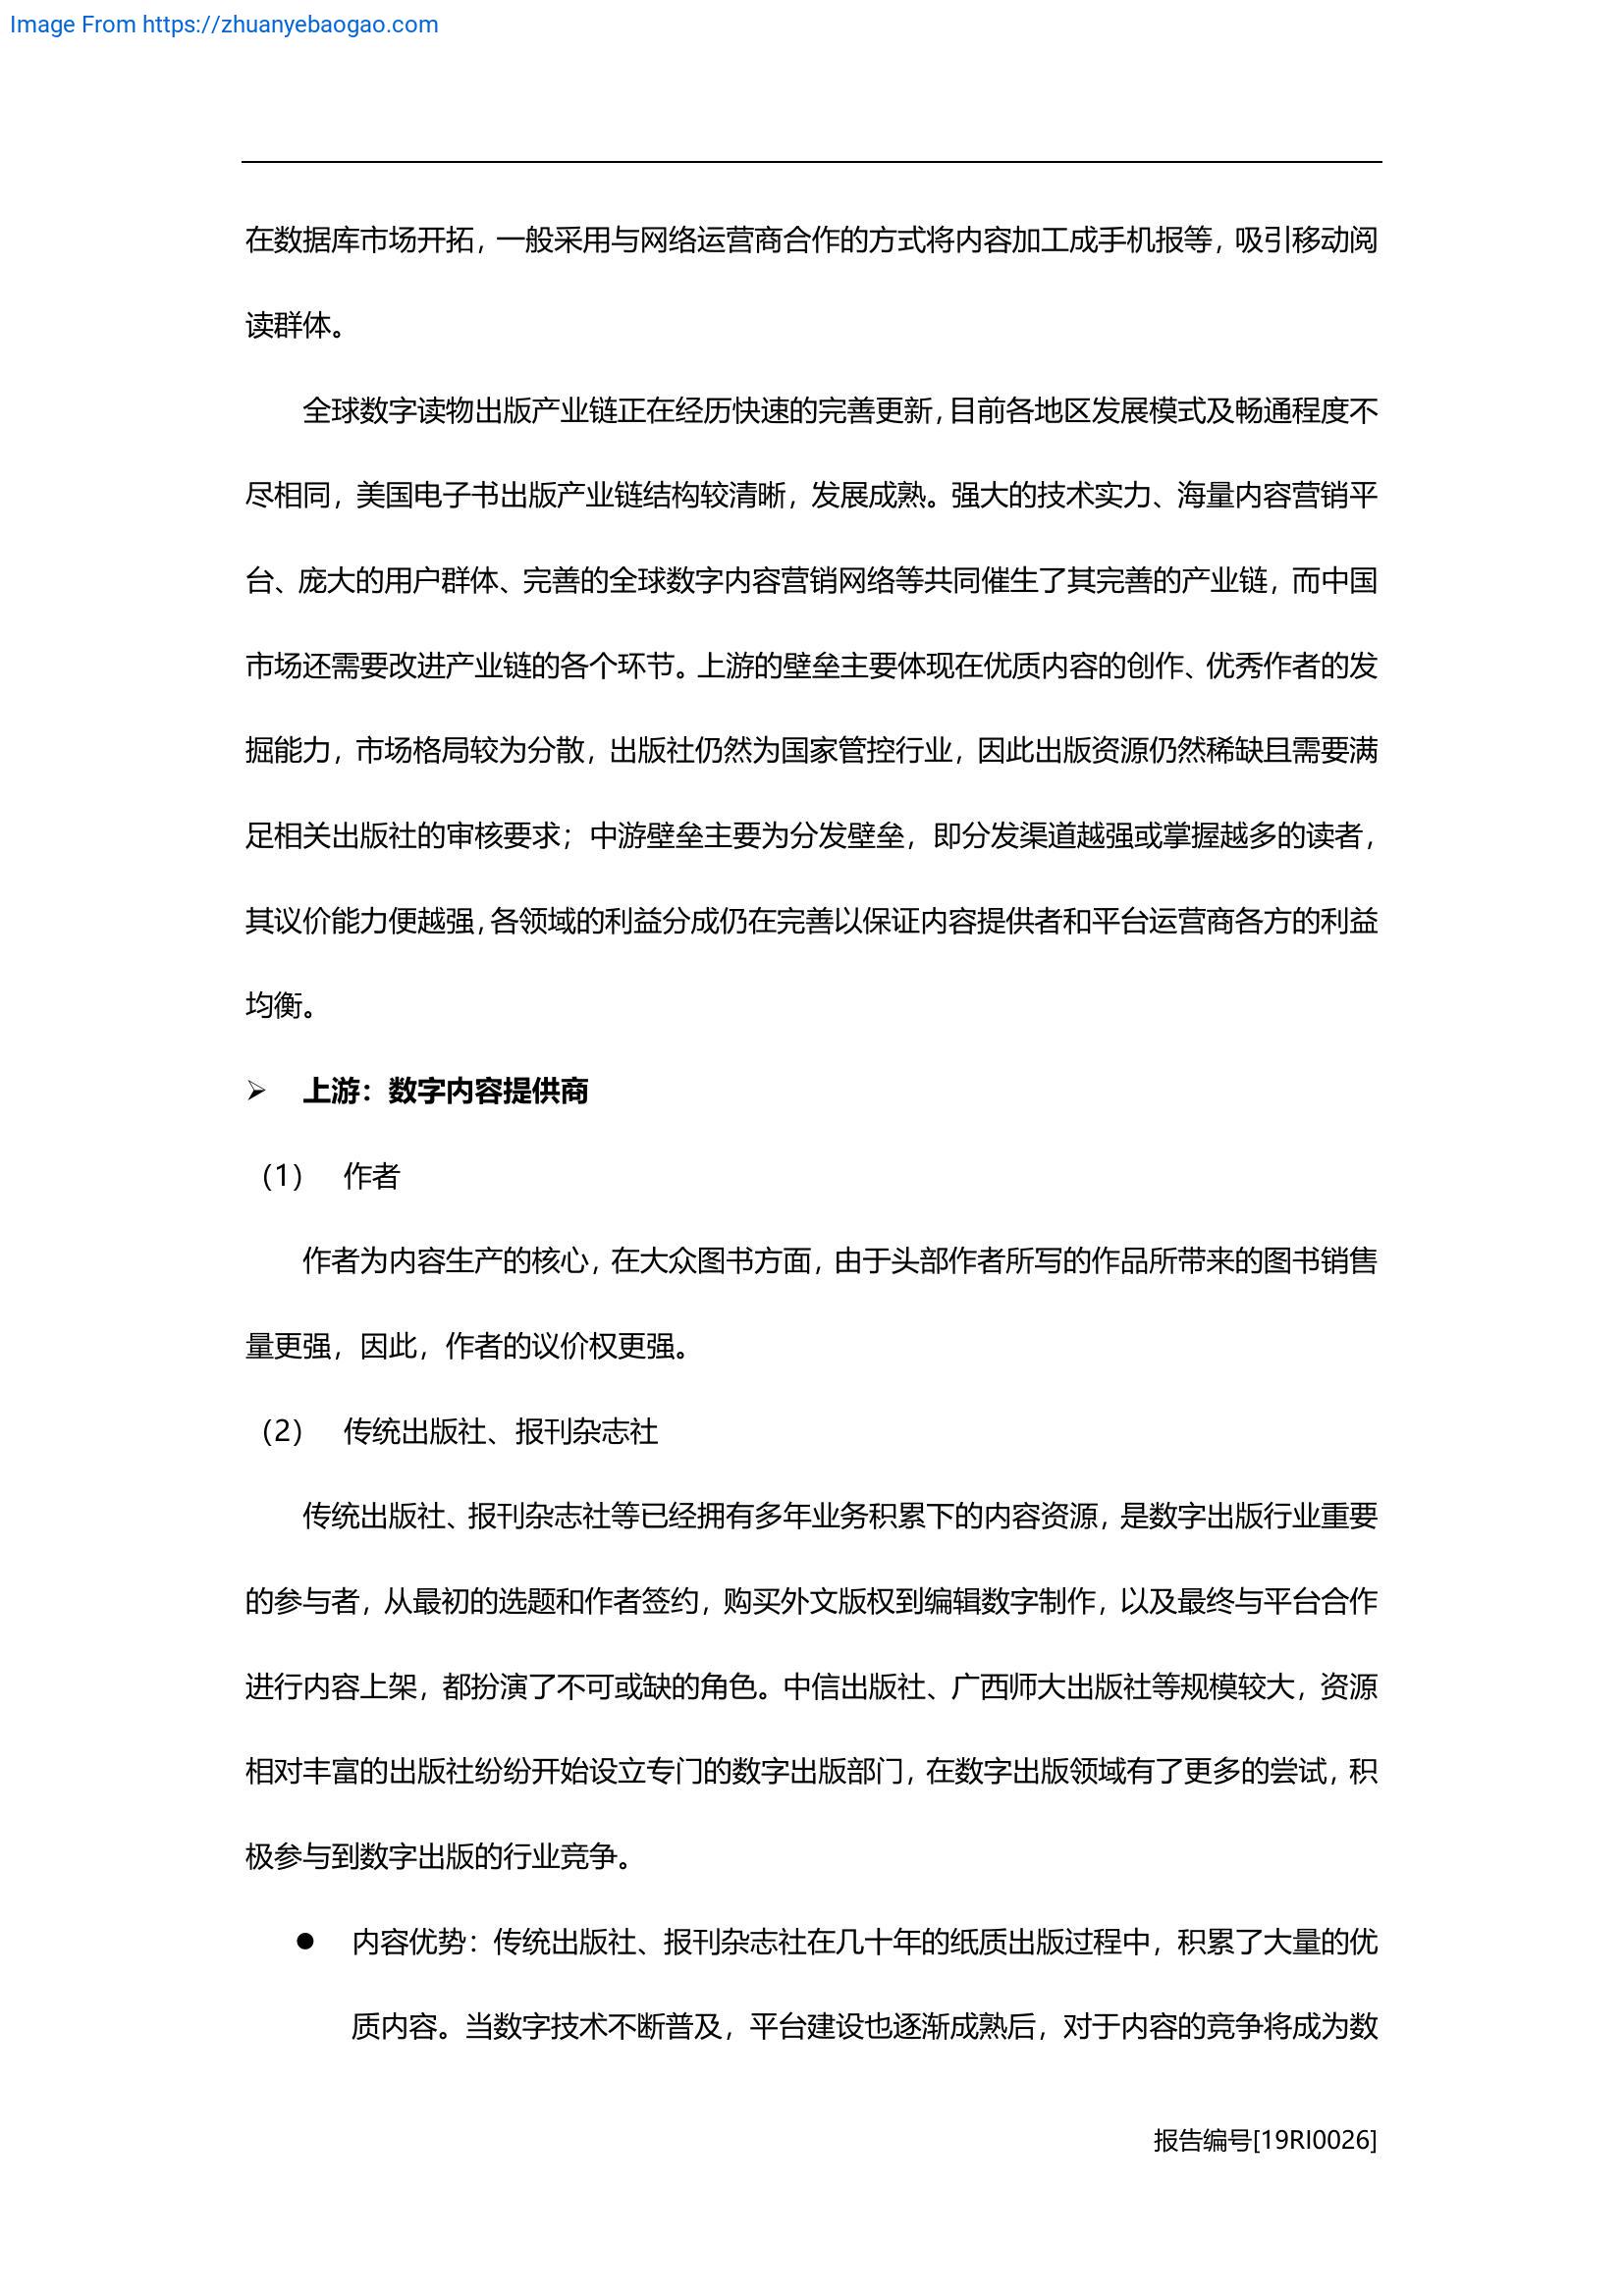 Image From https://zhuanyebaogao.com
在数据库市场开拓，一般采用与网络运营商合作的方式将内容加工成手机报等，吸引移动阅
读群体。
全球数字读物出版产业链正在经历快速的完善更新，目前各地区发展模式及畅通程度不
尽相同，美国电子书出版产业链结构较清晰，发展成熟。强大的技术实力、海量内容营销平
台、庞大的用户群体、完善的全球数字内容营销网络等共同催生了其完善的产业链，而中国
市场还需要改进产业链的各个环节。上游的壁垒主要体现在优质内容的创作、优秀作者的发
掘能力，市场格局较为分散，出版社仍然为国家管控行业，因此出版资源仍然稀缺且需要满
足相关出版社的审核要求；中游壁垒主要为分发壁垒，即分发渠道越强或掌握越多的读者，
其议价能力便越强，各领域的利益分成仍在完善以保证内容提供者和平台运营商各方的利益
均衡。
➢ 上游：数字内容提供商
（1） 作者
作者为内容生产的核心，在大众图书方面，由于头部作者所写的作品所带来的图书销售
量更强，因此，作者的议价权更强。
（2） 传统出版社、报刊杂志社
传统出版社、报刊杂志社等已经拥有多年业务积累下的内容资源，是数字出版行业重要
的参与者，从最初的选题和作者签约，购买外文版权到编辑数字制作，以及最终与平台合作
进行内容上架，都扮演了不可或缺的角色。中信出版社、广西师大出版社等规模较大，资源
相对丰富的出版社纷纷开始设立专门的数字出版部门，在数字出版领域有了更多的尝试，积
极参与到数字出版的行业竞争。
● 内容优势：传统出版社、报刊杂志社在几十年的纸质出版过程中，积累了大量的优
质内容。当数字技术不断普及，平台建设也逐渐成熟后，对于内容的竞争将成为数
报告编号[19RI0026]